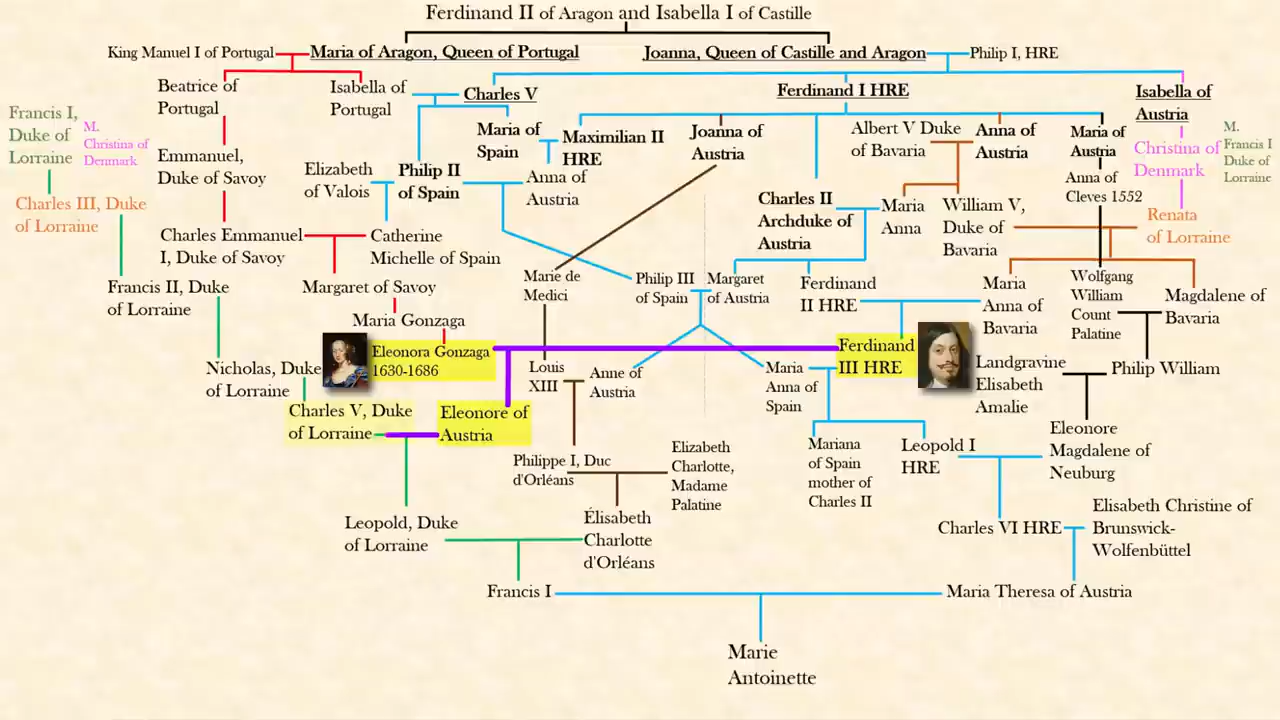 Ferdinand II of Aragon and Isabella I of Castille
King Manuel I of Portugal
Maria of Aragon, Queen of Portugal
Joanna, Queen of Castille and Aragon
Philip I, HRE
Beatrice of
Portugal
Isabella of
Portugal
Charles V
Ferdinand I HRE
Isabella of
Austria
Francis I,
Duke of
Lorraine
M.
Christina of
Denmark
Maria of
Spain
Maximilian II
HRE
Joanna of
Austria
Albert V Duke
of Bavaria
Anna of
Austria
Maria of
Austria
Christina of
Denmark
M.
Francis I
Duke of
Lorraine
Emmanuel,
Duke of Savoy
Elizabeth
of Valois
Philip II
of Spain
Anna of
Austria
Anna of
Cleves 1552
Charles III, Duke
of Lorraine
Charles II
Archduke of
Austria
Maria
Anna
William V,
Duke of
Bavaria
Renata
of Lorraine
Charles Emmanuel
I, Duke of Savoy
Catherine
Michelle of Spain
Francis II, Duke
of Lorraine
Margaret of Savoy
Marie de
Medici
Philip III
of Spain
Margaret
of Austria
Ferdinand
II HRE
Maria
Anna of
Bavaria
Wolfgang
William
Count
Palatine
Magdalene of
Bavaria
Maria Gonzaga
Eleonora Gonzaga
1630-1686
Ferdinand
III HRE
Nicholas, Duke
of Lorraine
Louis
XIII
Anne of
Austria
Maria
Anna of
Spain
Landgravine
Elisabeth
Amalie
Philip William
Charles V, Duke
of Lorraine
Eleonore of
Austria
Philippe I, Duc
d'Orléans
Elizabeth
Charlotte,
Madame
Palatine
Mariana
of Spain
mother of
Charles II
Leopold I
HRE
Eleonore
Magdalene of
Neuburg
Leopold, Duke
of Lorraine
Élisabeth
Charlotte
d'Orléans
Charles VI HRE
Elisabeth Christine of
Brunswick-
Wolfenbüttel
Francis I
Maria Theresa of Austria
Marie
Antoinette